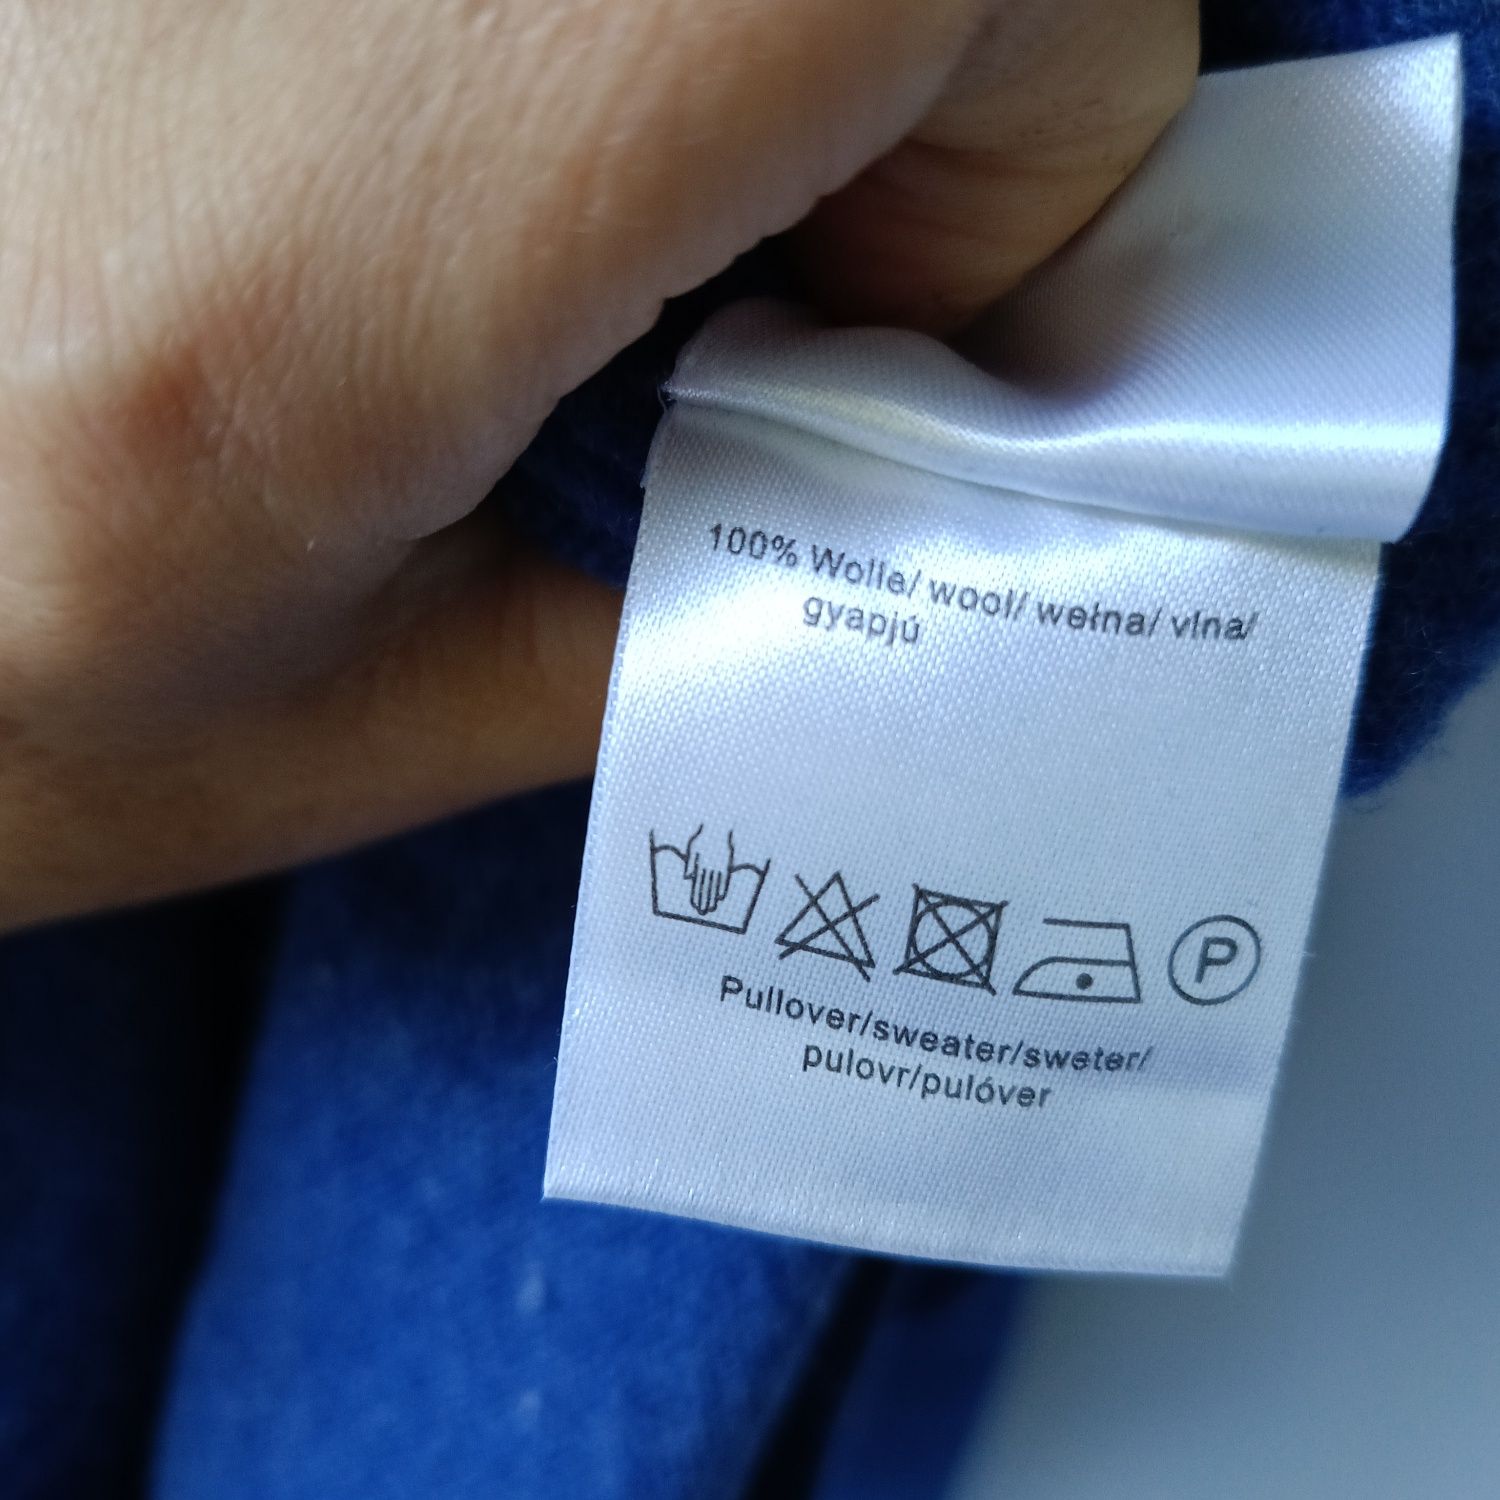 100% Wolle/ wool/ wełna/ vlna/
gyapjú
P
Pullover/sweater/sweter/
pulovr/pulóver